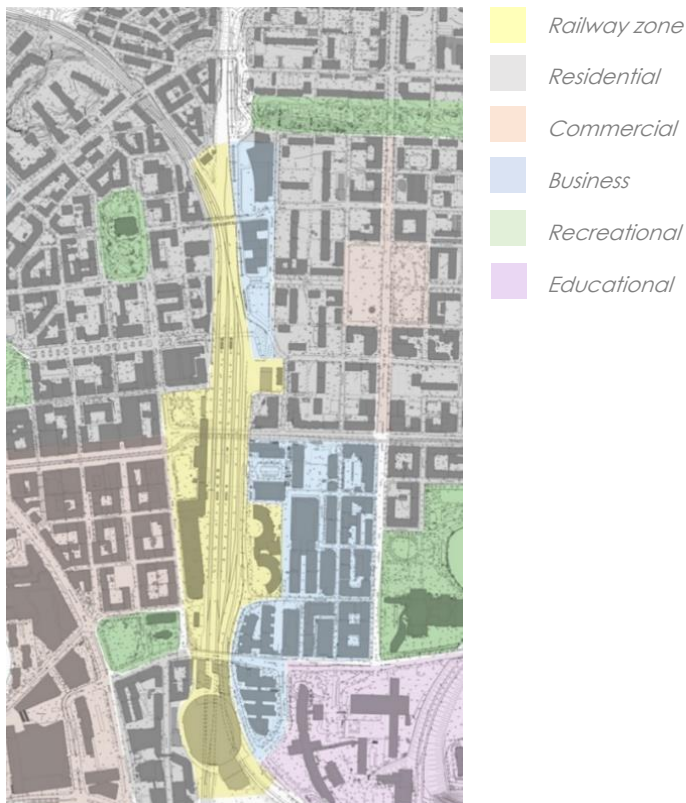 Railway zone
Residential
Commercial
Business
Recreational
Educational